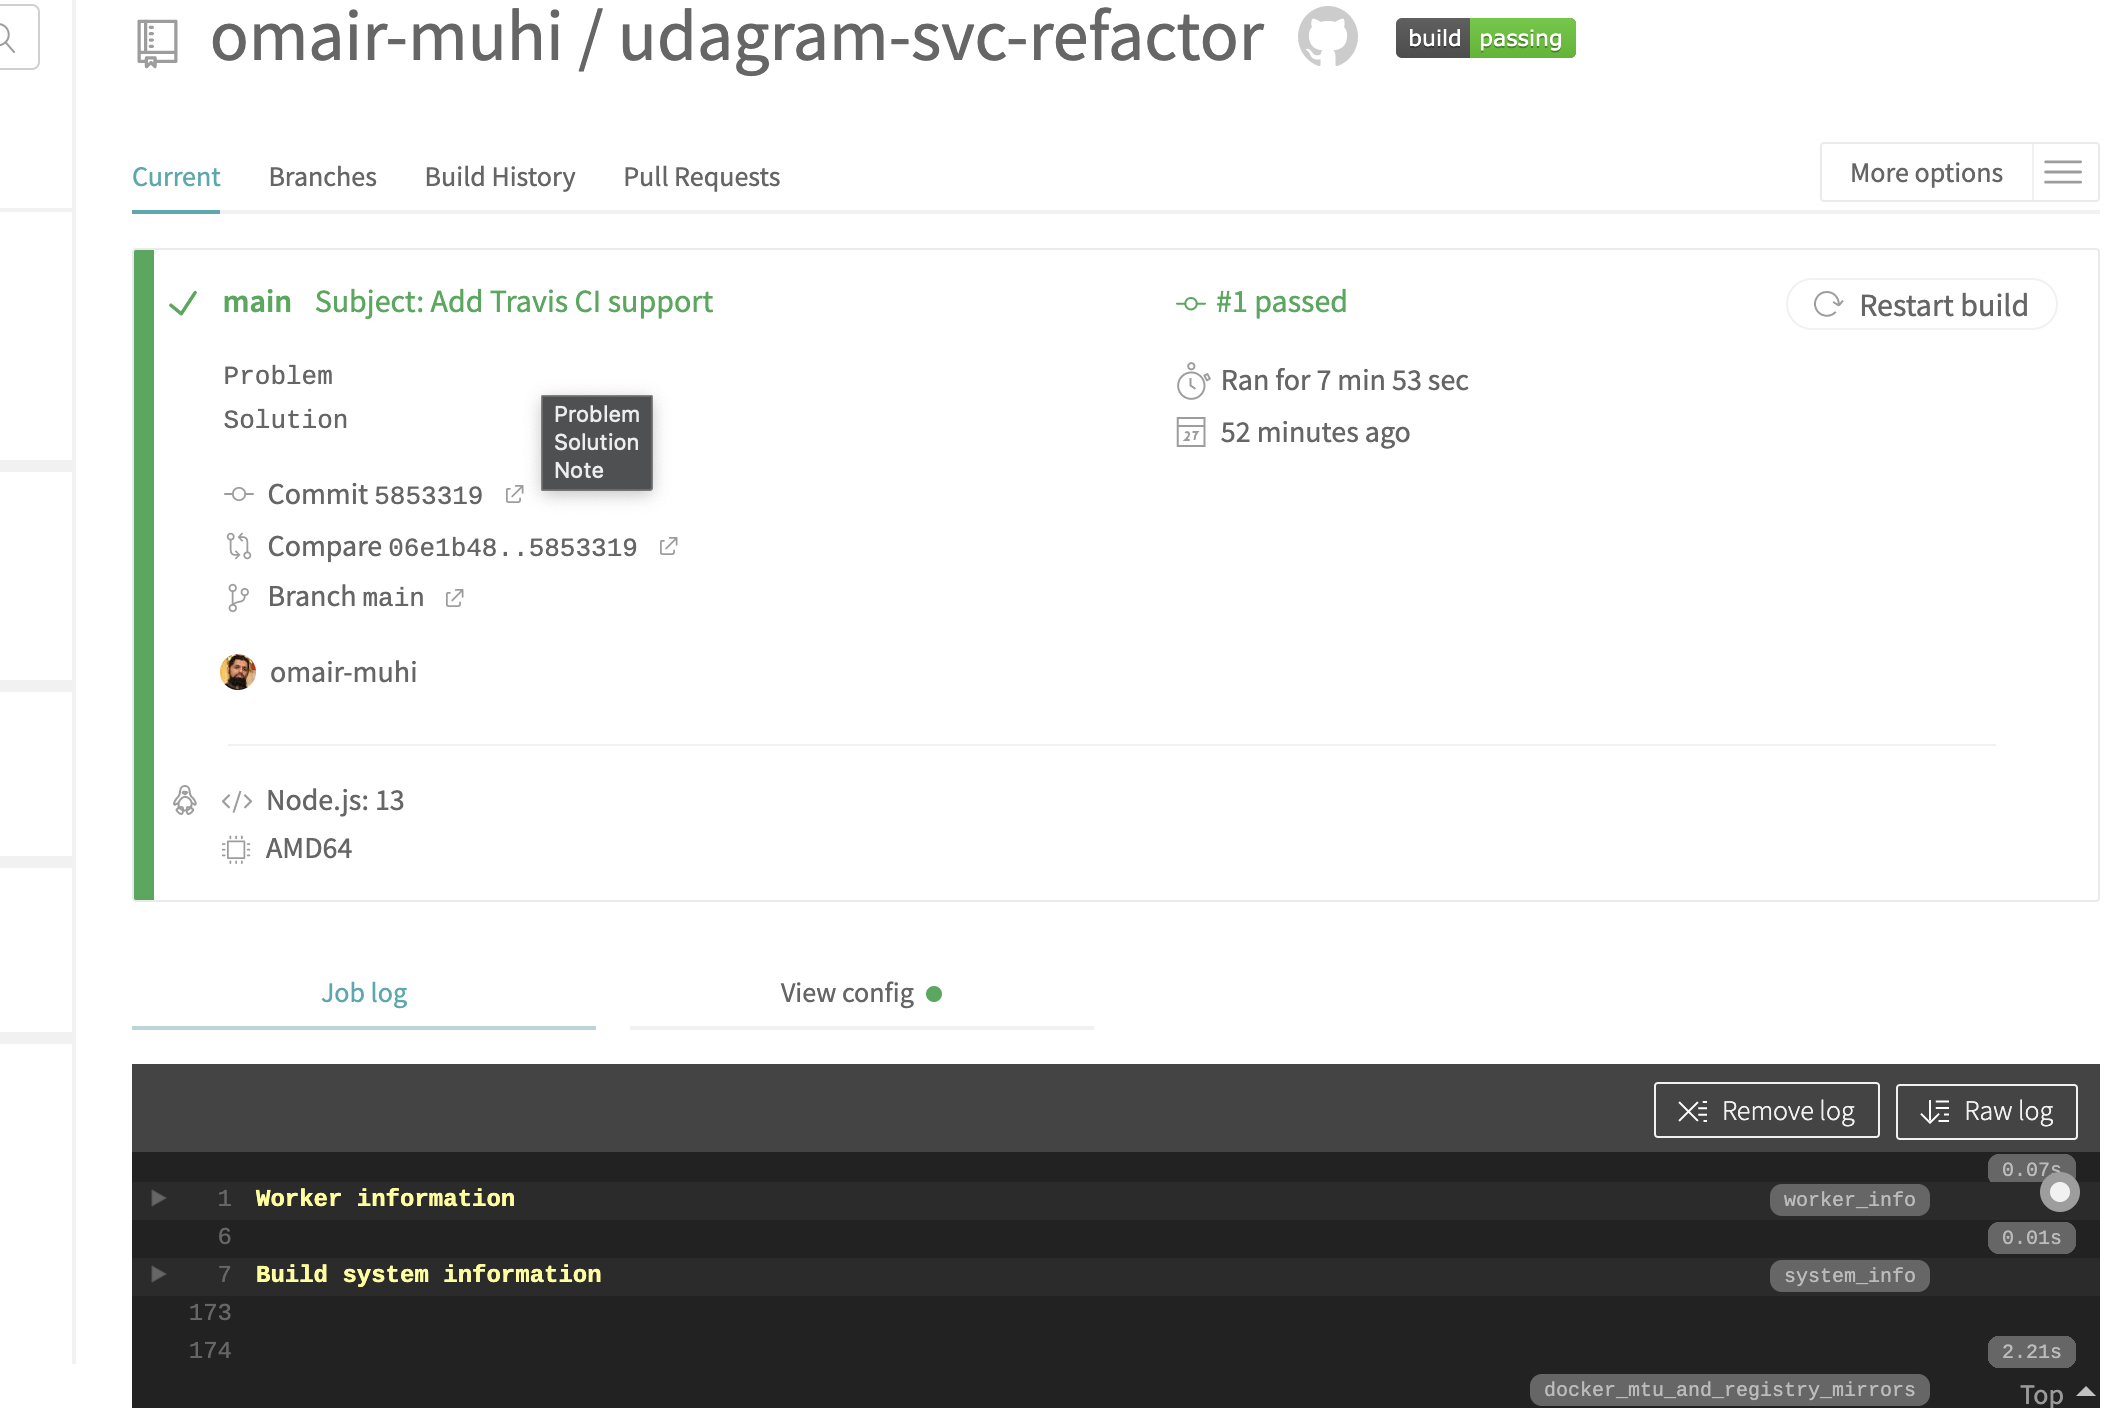 omair-muhi / udagram-svc-refactor build passing
Current Branches Build History Pull Requests More options
main Subject: Add Travis CI support
#1 passed
Restart build
Problem
Solution
Problem
Solution
Note
Ran for 7 min 53 sec
27 52 minutes ago
Commit 5853319
Compare 06e1b48..5853319
Branch main
omair-muhi
</> Node.js: 13
AMD64
Job log View config
Remove log Raw log
0.07s
1 Worker information worker_info
6 0.01s
7 Build system information system_info
173
174 2.21s
docker_mtu_and_registry_mirrors
Top